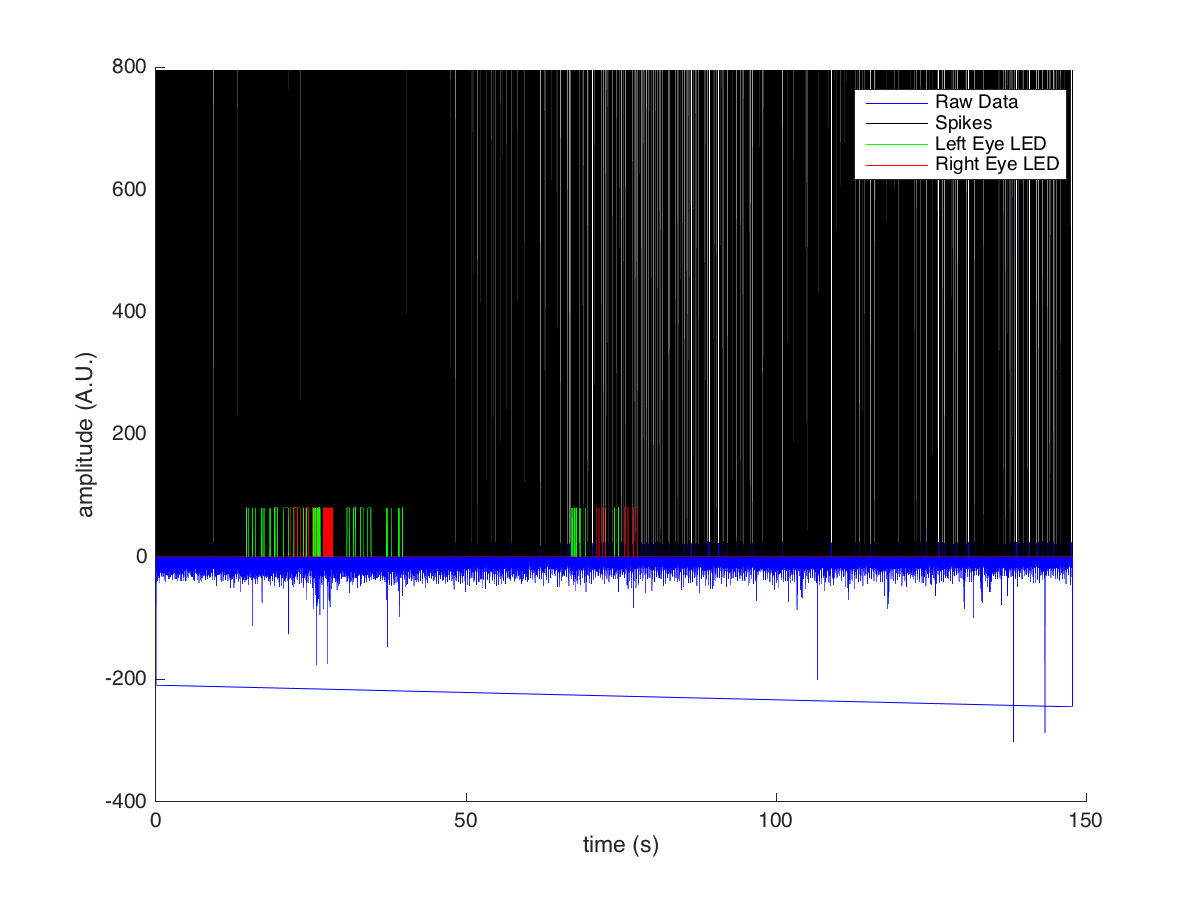 800
600
400
200
0
-200
-400
amplitude (A.U.)
Raw Data
Spikes
Left Eye LED
Right Eye LED
0 50 100 150
time (s)